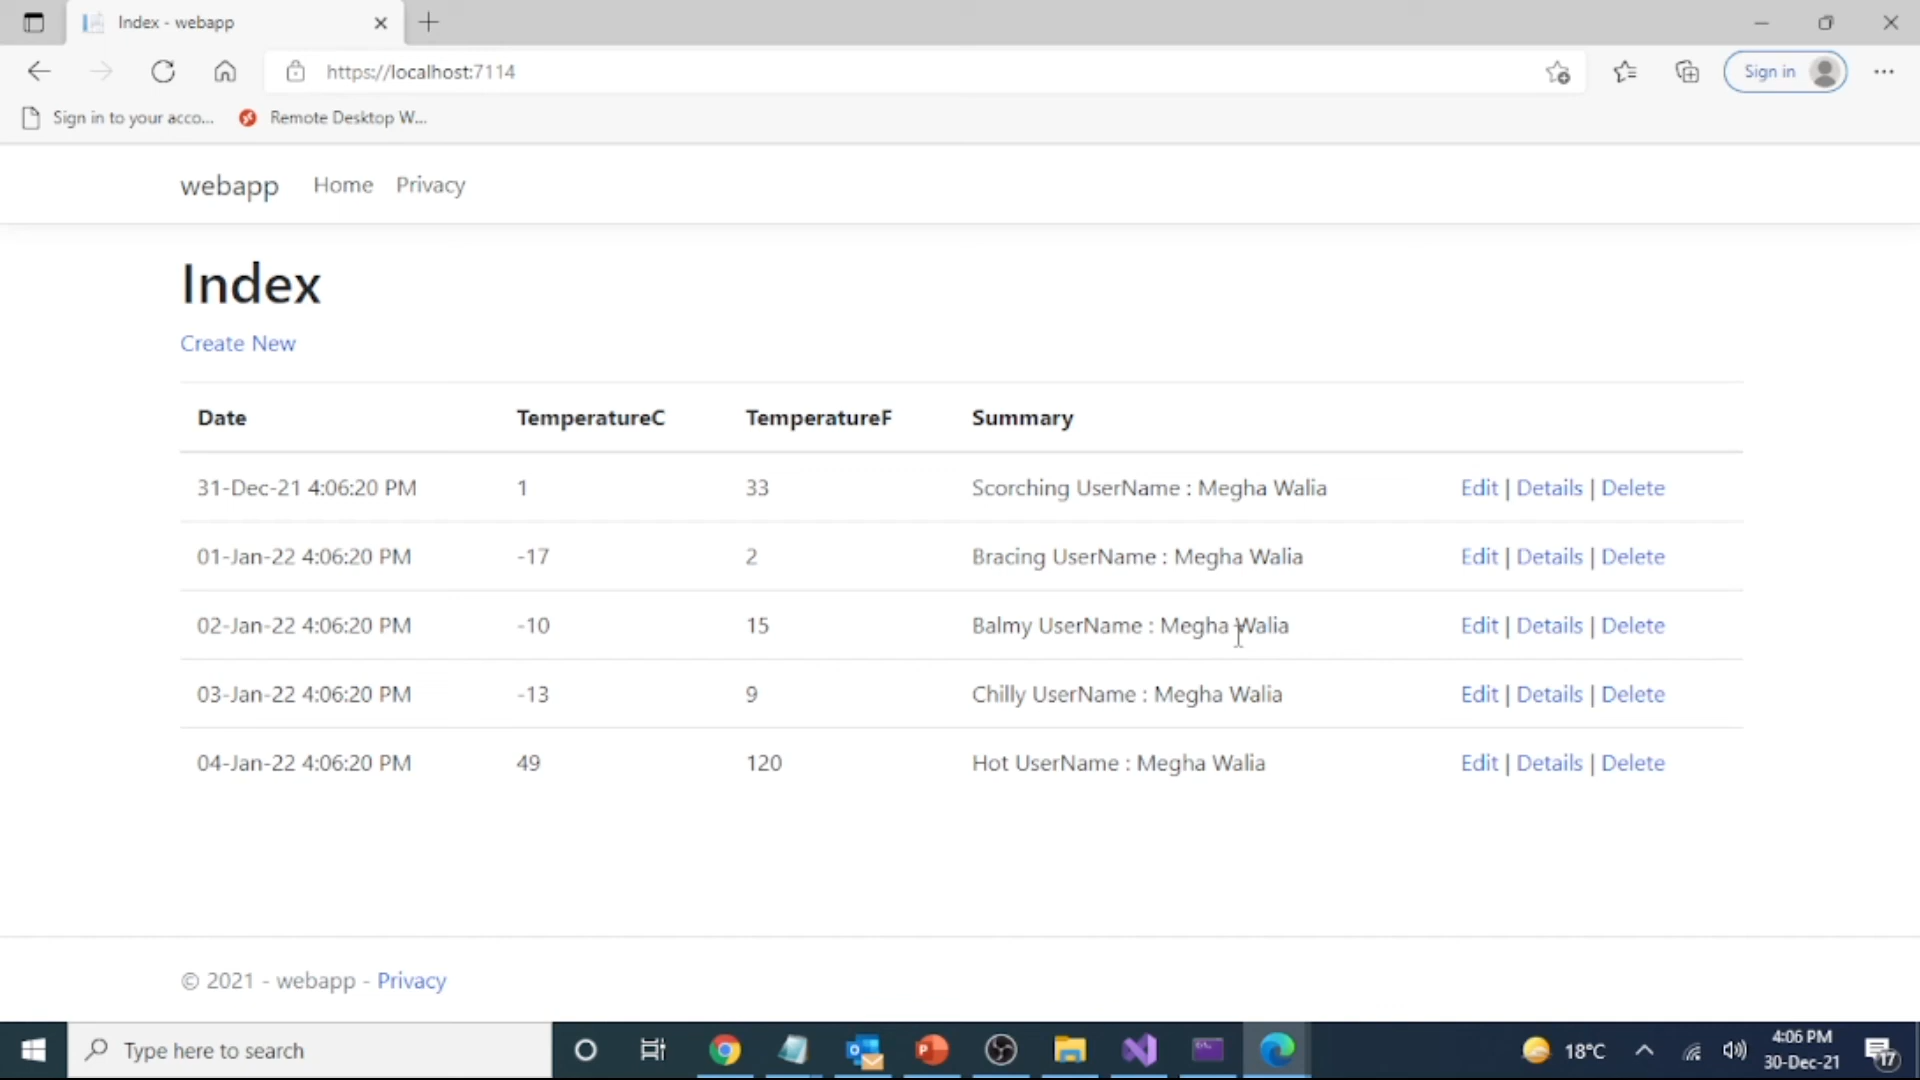 Index - webapp
https://localhost:7114
Sign in
Sign in to your acco...
Remote Desktop W...
webapp Home Privacy
Index
Create New
Date TemperatureC TemperatureF Summary
31-Dec-21 4:06:20 PM 1 33 Scorching UserName : Megha Walia Edit | Details | Delete
01-Jan-22 4:06:20 PM -17 2 Bracing UserName : Megha Walia Edit | Details | Delete
02-Jan-22 4:06:20 PM -10 15 Balmy UserName : Megha Walia Edit | Details | Delete
03-Jan-22 4:06:20 PM -13 9 Chilly UserName : Megha Walia Edit | Details | Delete
04-Jan-22 4:06:20 PM 49 120 Hot UserName : Megha Walia Edit | Details | Delete
© 2021 - webapp - Privacy
Type here to search
18°C
4:06 PM
30-Dec-21
17